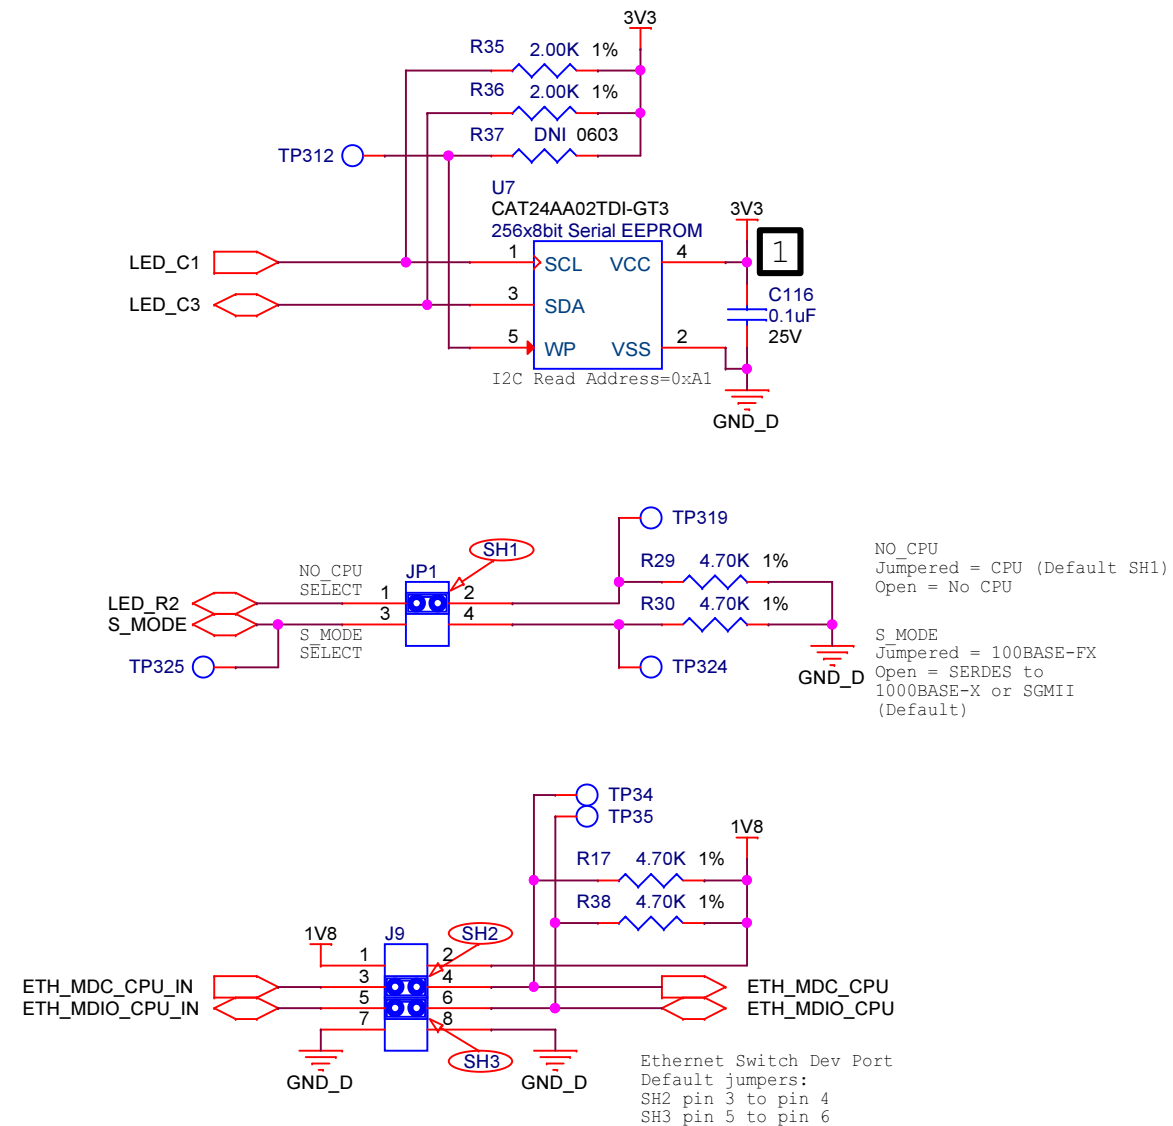 3V3
R35 2.00K 1%
R36 2.00K 1%
R37 DNI 0603
TP312
U7
CAT24AA02TDI-GT3
256x8bit Serial EEPROM
3V3
1
LED_C1 1 SCL VCC 4
C116
0.1uF
25V
LED_C3 3 SDA
5 WP VSS 2
I2C Read Address=0xA1
GND_D
TP319
SH1
NO_CPU
SELECT
JP1
R29 4.70K 1%
LED_R2 1 2
R30 4.70K 1%
S_MODE 3 4
S_MODE
SELECT
TP325
TP324
GND_D
NO_CPU
Jumpered = CPU (Default SH1)
Open = No CPU
S_MODE
Jumpered = 100BASE-FX
Open = SERDES to
1000BASE-X or SGMII
(Default)
TP34
TP35
1V8
R17 4.70K 1%
R38 4.70K 1%
1V8
J9
SH2
1 2
ETH_MDC_CPU_IN 3 4 ETH_MDC_CPU
ETH_MDIO_CPU_IN 5 6 ETH_MDIO_CPU
7 8
SH3
GND_D
GND_D
Ethernet Switch Dev Port
Default jumpers:
SH2 pin 3 to pin 4
SH3 pin 5 to pin 6